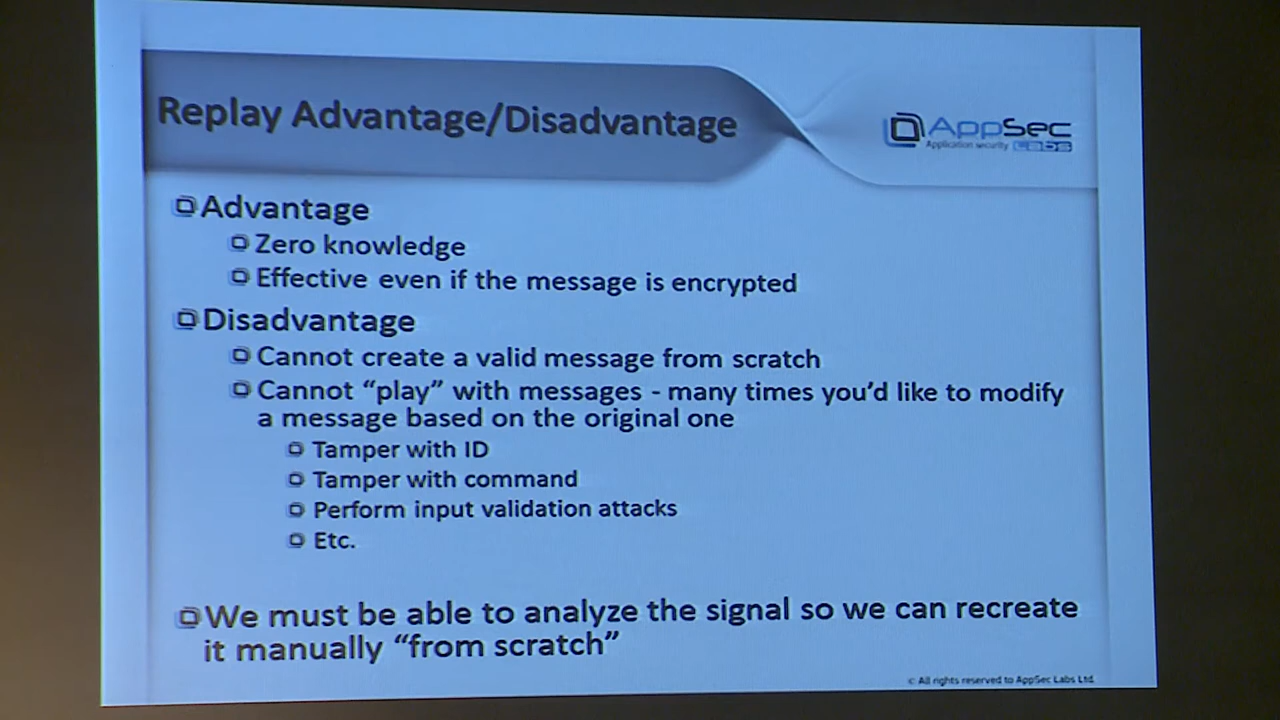 Replay Advantage/Disadvantage
AppSec
Application security Labs
Advantage
Zero knowledge
Effective even if the message is encrypted
Disadvantage
Cannot create a valid message from scratch
Cannot “play” with messages - many times you’d like to modify
a message based on the original one
Tamper with ID
Tamper with command
Perform input validation attacks
Etc.
We must be able to analyze the signal so we can recreate
it manually “from scratch”
© All rights reserved to AppSec Labs Ltd.